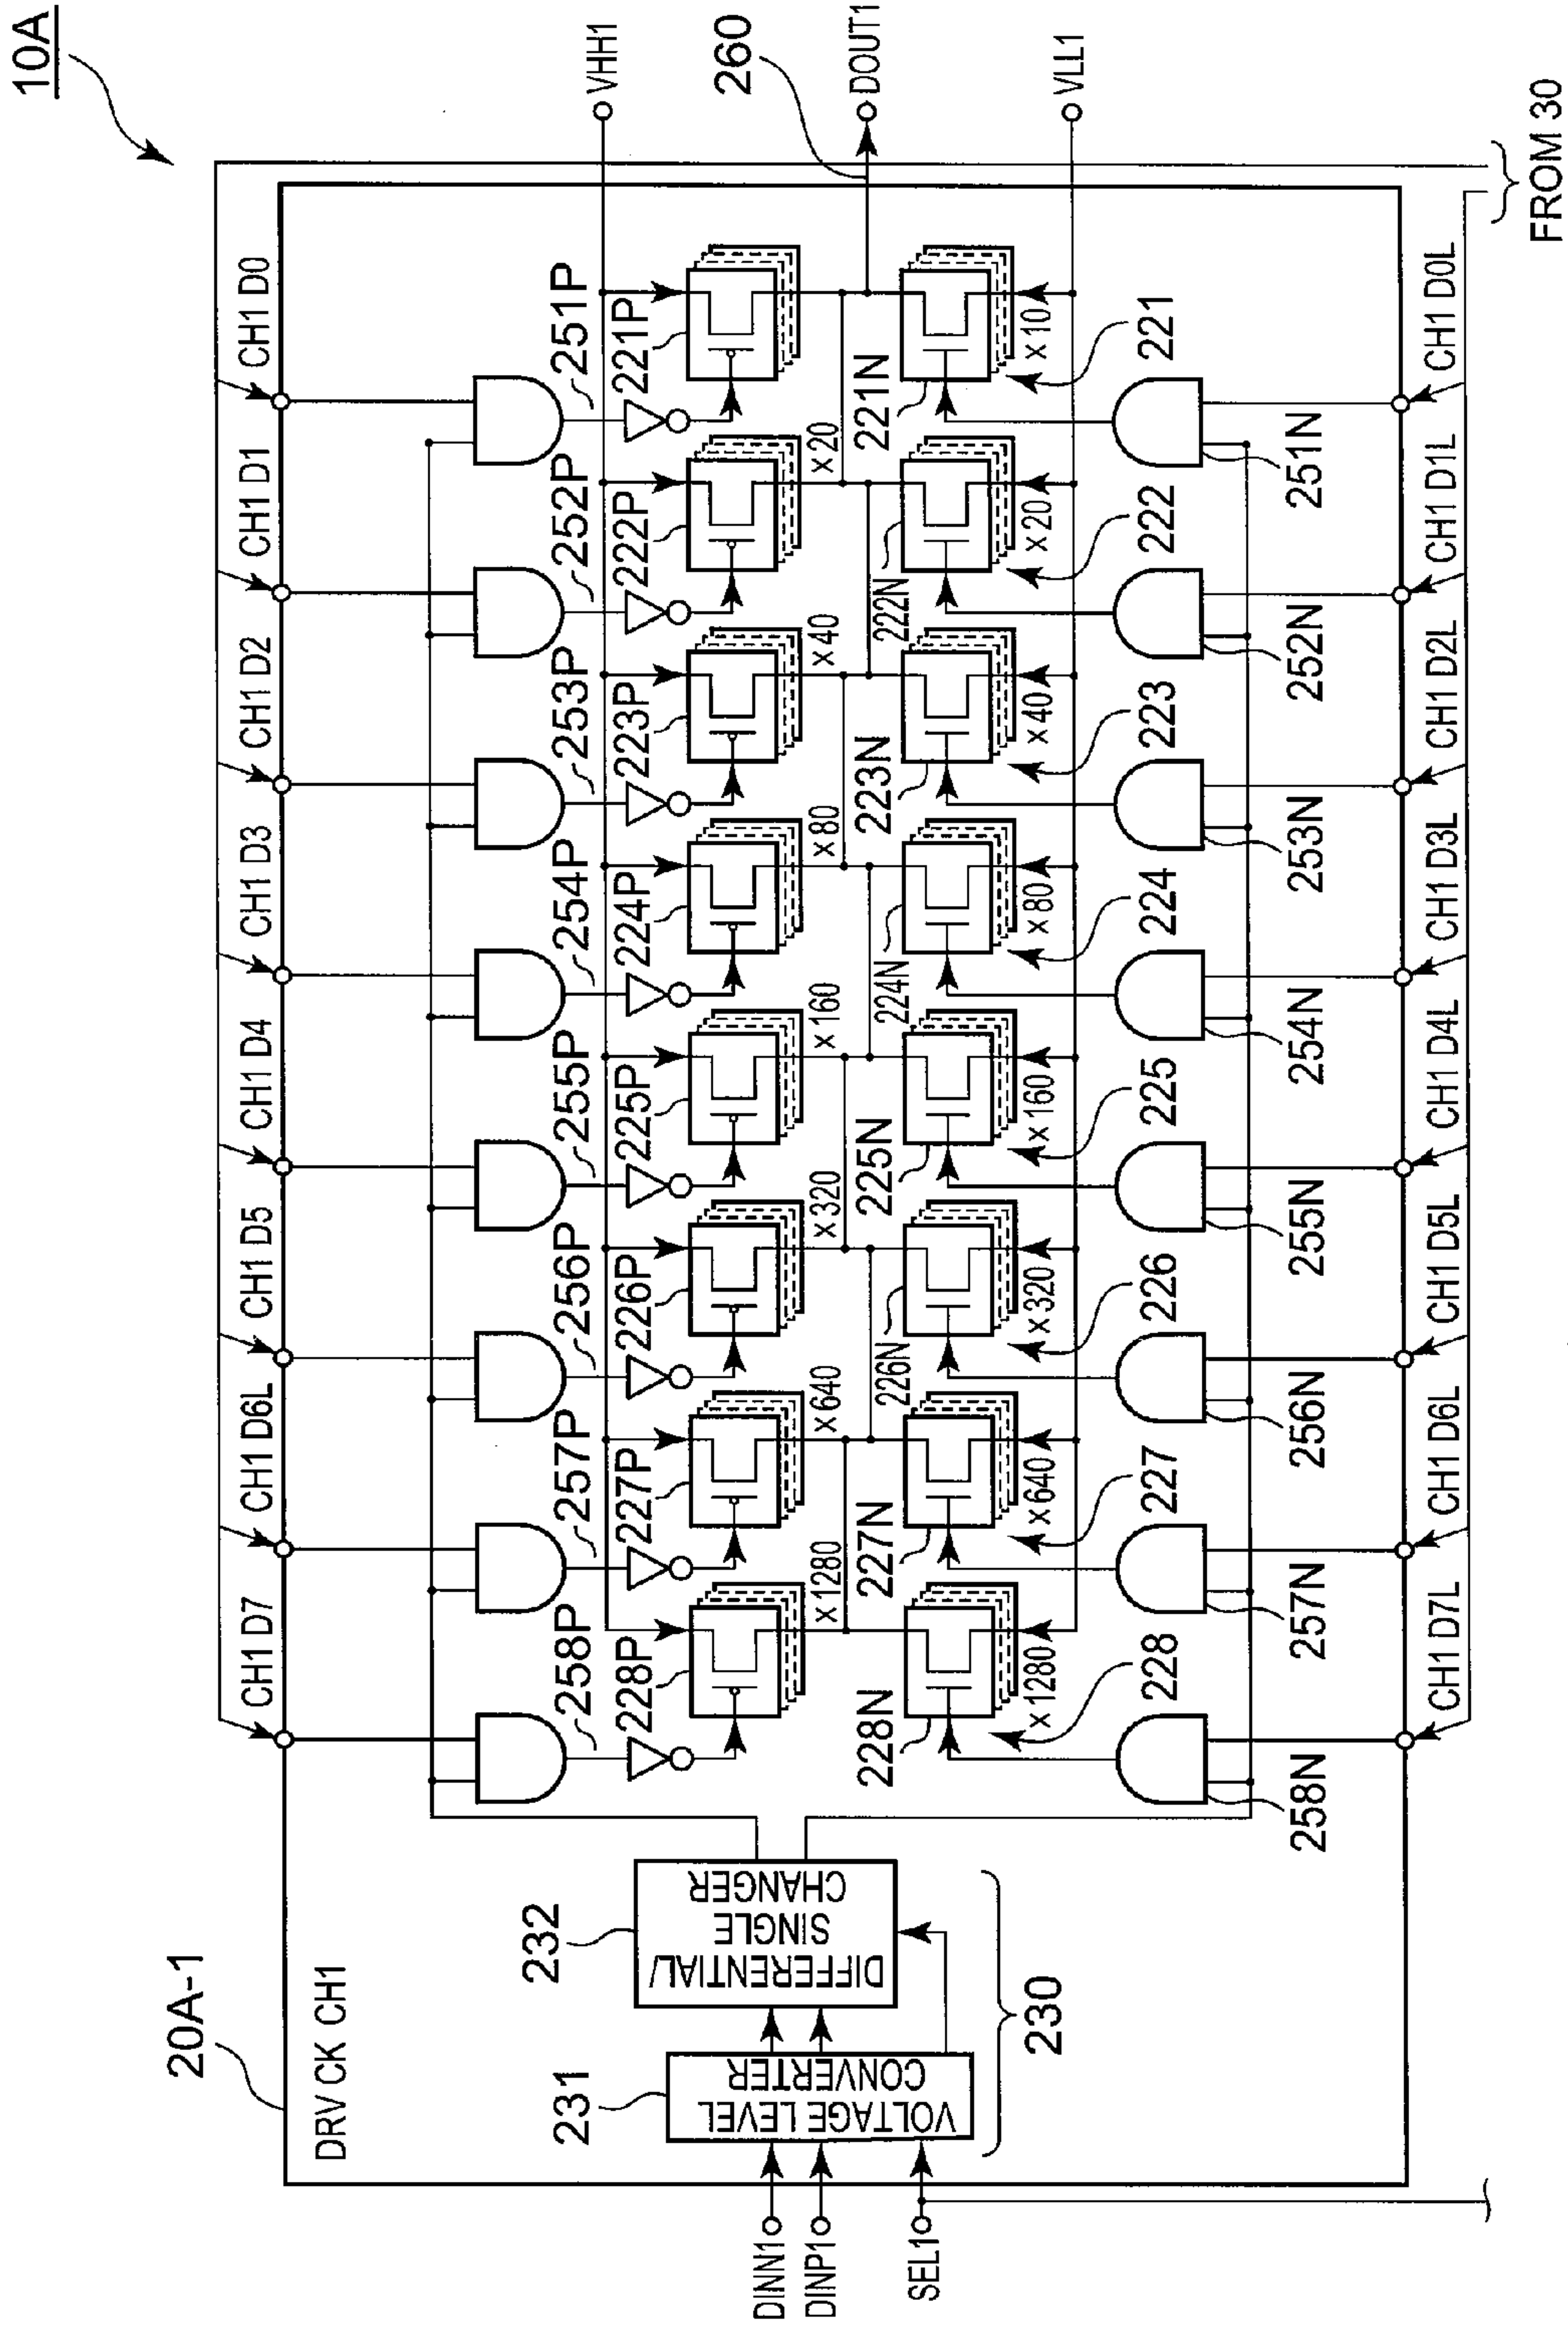 10A
20A-1
DRV CK CH1
CH1 D7
CH1 D6L
CH1 D5
CH1 D4
CH1 D3
CH1 D2
CH1 D1
CH1 D0
258P
257P
256P
255P
254P
253P
252P
251P
228P
227P
226P
225P
224P
223P
222P
221P
VHH1
232
DIFFERENTIAL/
SINGLE
CHANGER
231
VOLTAGE LEVEL
CONVERTER
230
DINN1
DINP1
SEL1
×1280
×640
×320
×160
×80
×40
×20
260
DOUT1
228N
227N
226N
225N
224N
223N
222N
221N
×1280
×640
×320
×160
×80
×40
×20
×10
VLL1
228
227
226
225
224
223
222
221
258N
257N
256N
255N
254N
253N
252N
251N
CH1 D7L
CH1 D6L
CH1 D5L
CH1 D4L
CH1 D3L
CH1 D2L
CH1 D1L
CH1 D0L
FROM 30